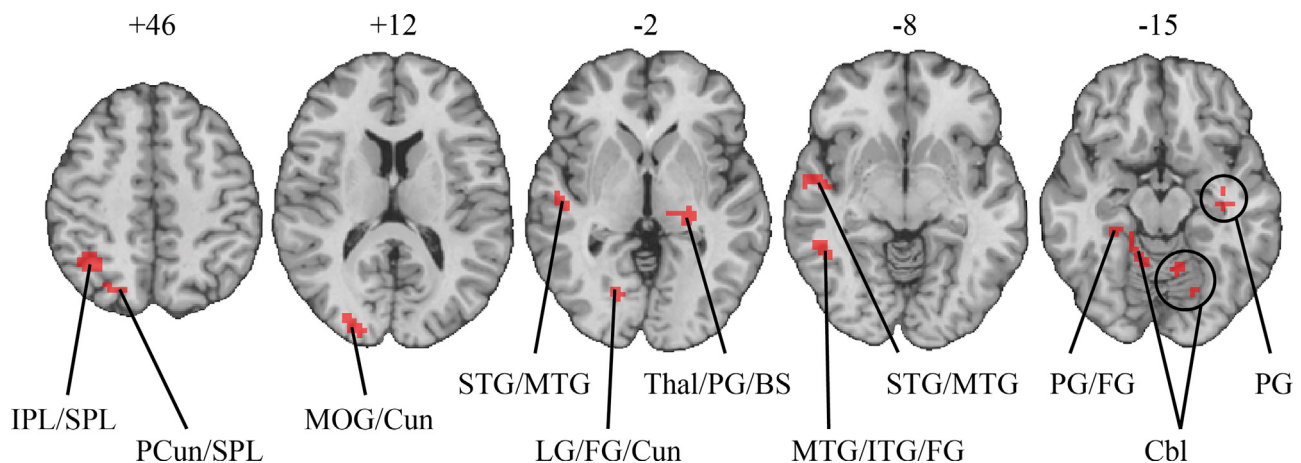 +46 +12 -2 -8 -15
STG/MTG Thal/PG/BS STG/MTG PG/FG PG
IPL/SPL MOG/Cun
PCun/SPL LG/FG/Cun MTG/ITG/FG Cbl